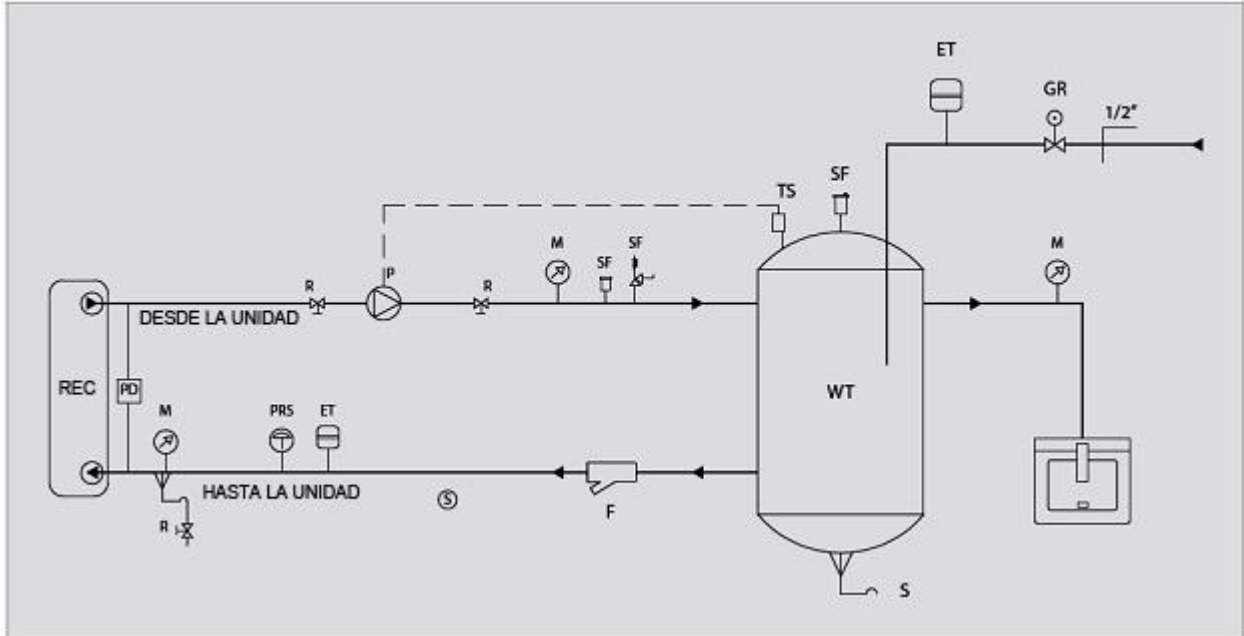 ET
GR
1/2"
TS
SF
M
SF
SF
M
R
P
R
DESDE LA UNIDAD
REC
PD
WT
M
PRS
ET
HASTA LA UNIDAD
S
F
R
S